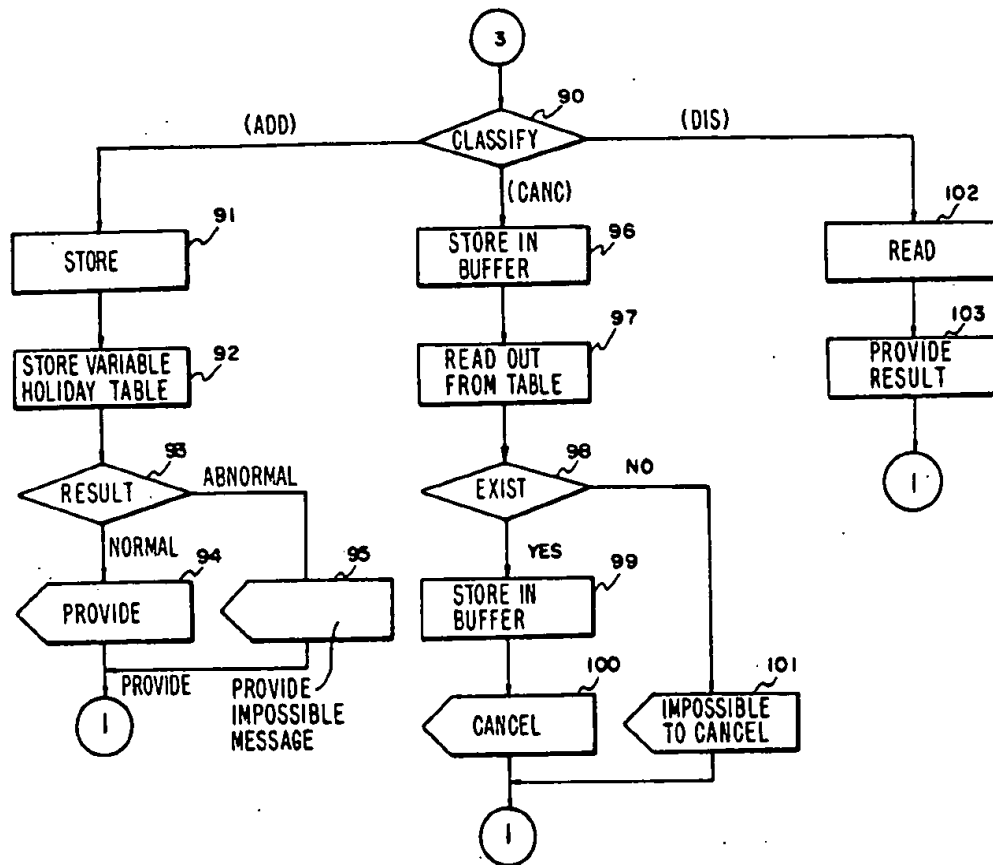 3
90
(ADD)
CLASSIFY
(DIS)
(CANC)
91
STORE
96
STORE IN
BUFFER
102
READ
92
STORE VARIABLE
HOLIDAY TABLE
97
READ OUT
FROM TABLE
103
PROVIDE
RESULT
93
RESULT
ABNORMAL
NORMAL
98
EXIST
NO
YES
1
94
PROVIDE
95
PROVIDE
IMPOSSIBLE
MESSAGE
99
STORE IN
BUFFER
PROVIDE
1
100
CANCEL
101
IMPOSSIBLE
TO CANCEL
1